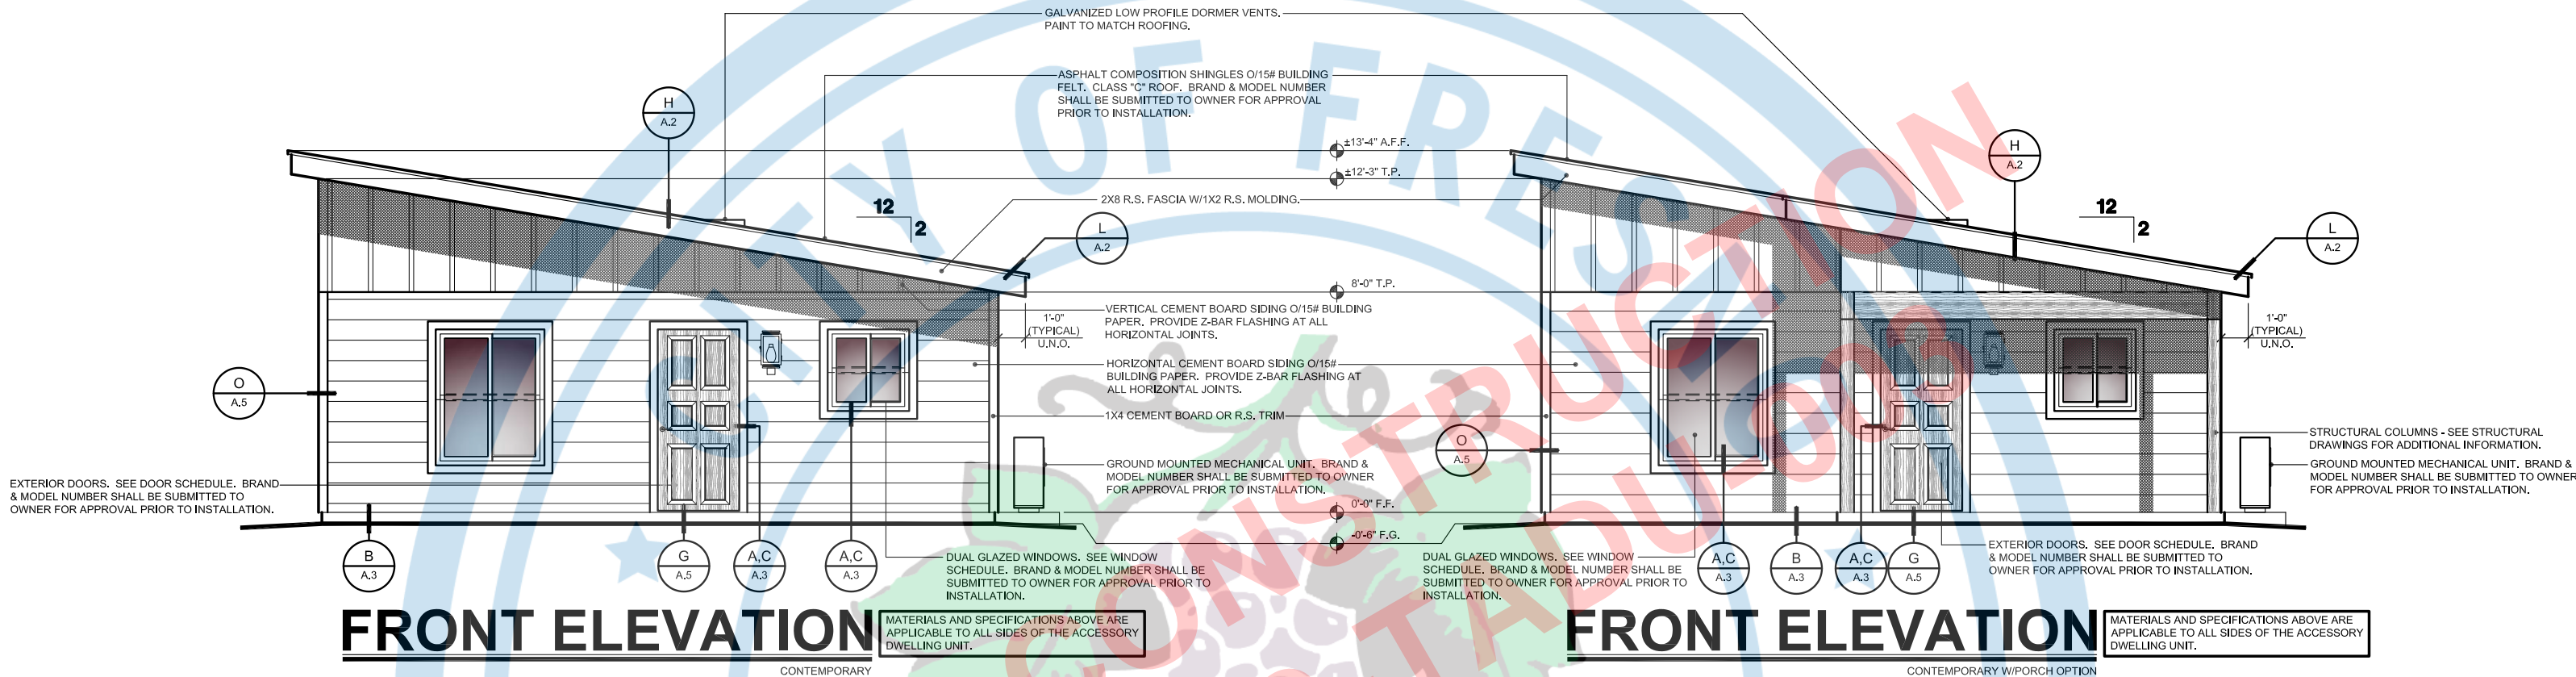 GALVANIZED LOW PROFILE DORMER VENTS.
PAINT TO MATCH ROOFING.
ASPHALT COMPOSITION SHINGLES O/15# BUILDING
FELT. CLASS "C" ROOF. BRAND & MODEL NUMBER
SHALL BE SUBMITTED TO OWNER FOR APPROVAL
PRIOR TO INSTALLATION.
±13'-4" A.F.F.
±12'-3" T.P.
2X8 R.S. FASCIA W/1X2 R.S. MOLDING.
8'-0" T.P.
VERTICAL CEMENT BOARD SIDING O/15# BUILDING
PAPER. PROVIDE Z-BAR FLASHING AT ALL
HORIZONTAL JOINTS.
HORIZONTAL CEMENT BOARD SIDING O/15#
BUILDING PAPER. PROVIDE Z-BAR FLASHING AT
ALL HORIZONTAL JOINTS.
1X4 CEMENT BOARD OR R.S. TRIM
GROUND MOUNTED MECHANICAL UNIT. BRAND &
MODEL NUMBER SHALL BE SUBMITTED TO OWNER
FOR APPROVAL PRIOR TO INSTALLATION.
0'-0" F.F.
-0'-6" F.G.
H
A.2
12
2
L
A.2
1'-0"
(TYPICAL)
U.N.O.
O
A.5
EXTERIOR DOORS. SEE DOOR SCHEDULE. BRAND
& MODEL NUMBER SHALL BE SUBMITTED TO
OWNER FOR APPROVAL PRIOR TO INSTALLATION.
B
A.3
G
A.5
A,C
A.3
A,C
A.3
DUAL GLAZED WINDOWS. SEE WINDOW
SCHEDULE. BRAND & MODEL NUMBER SHALL BE
SUBMITTED TO OWNER FOR APPROVAL PRIOR TO
INSTALLATION.
FRONT ELEVATION
MATERIALS AND SPECIFICATIONS ABOVE ARE
APPLICABLE TO ALL SIDES OF THE ACCESSORY
DWELLING UNIT.
CONTEMPORARY
H
A.2
12
2
L
A.2
1'-0"
(TYPICAL)
U.N.O.
O
A.5
STRUCTURAL COLUMNS - SEE STRUCTURAL
DRAWINGS FOR ADDITIONAL INFORMATION.
GROUND MOUNTED MECHANICAL UNIT. BRAND &
MODEL NUMBER SHALL BE SUBMITTED TO OWNER
FOR APPROVAL PRIOR TO INSTALLATION.
DUAL GLAZED WINDOWS. SEE WINDOW
SCHEDULE. BRAND & MODEL NUMBER SHALL BE
SUBMITTED TO OWNER FOR APPROVAL PRIOR TO
INSTALLATION.
A,C
A.3
B
A.3
A,C
A.3
G
A.5
EXTERIOR DOORS. SEE DOOR SCHEDULE. BRAND
& MODEL NUMBER SHALL BE SUBMITTED TO
OWNER FOR APPROVAL PRIOR TO INSTALLATION.
FRONT ELEVATION
MATERIALS AND SPECIFICATIONS ABOVE ARE
APPLICABLE TO ALL SIDES OF THE ACCESSORY
DWELLING UNIT.
CONTEMPORARY W/PORCH OPTION
CITY OF FRES
CONSTRUCTION